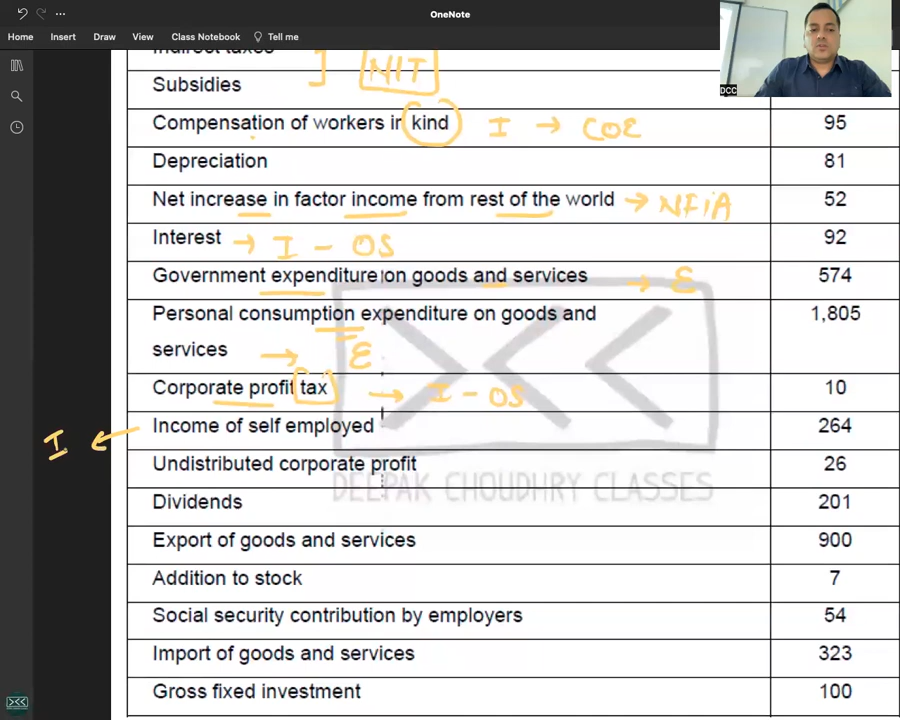 OneNote
Home Insert Draw View Class Notebook Tell me
DCC
Indirect taxes
NIT
Subsidies
Compensation of workers in kind I → COE 95
Depreciation 81
Net increase in factor income from rest of the world → NFiA 52
Interest → I - OS 92
Government expenditure on goods and services → E 574
Personal consumption expenditure on goods and 1,805
services → E
Corporate profit tax → I - OS 10
I ← Income of self employed 264
Undistributed corporate profit 26
DEEPAK CHOUDHRY CLASSES
Dividends 201
Export of goods and services 900
Addition to stock 7
Social security contribution by employers 54
Import of goods and services 323
Gross fixed investment 100